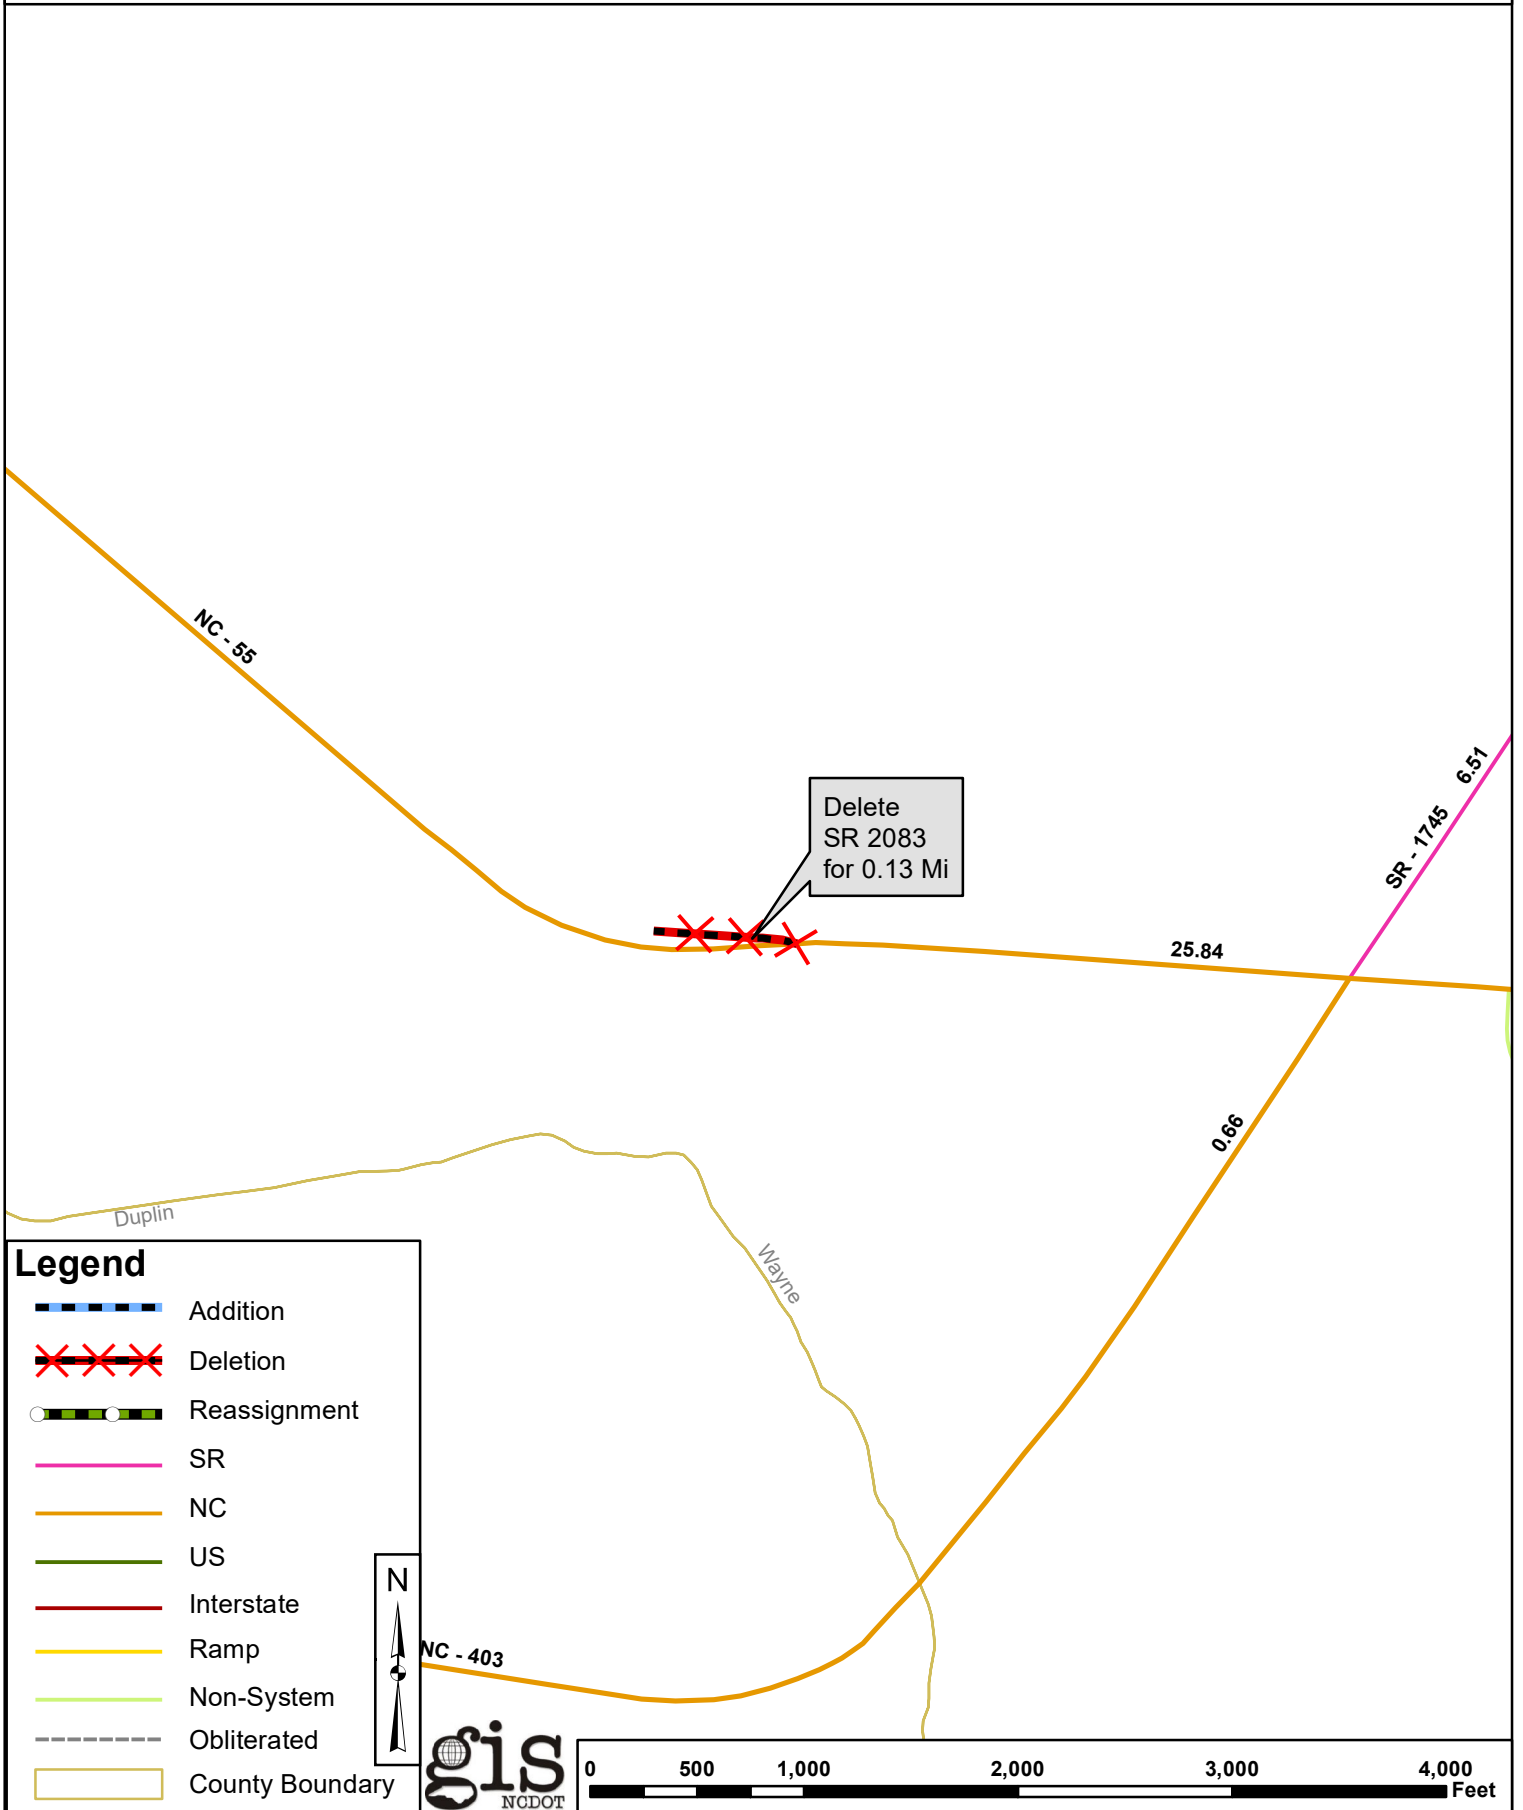 NC - 55
Delete
SR 2083
for 0.13 Mi
6.51
SR - 1745
25.84
0.66
Duplin
Wayne
Legend
Addition
Deletion
Reassignment
SR
NC
US
Interstate
Ramp
Non-System
Obliterated
County Boundary
N
NC - 403
gis
NCDOT
0 500 1,000 2,000 3,000 4,000
Feet